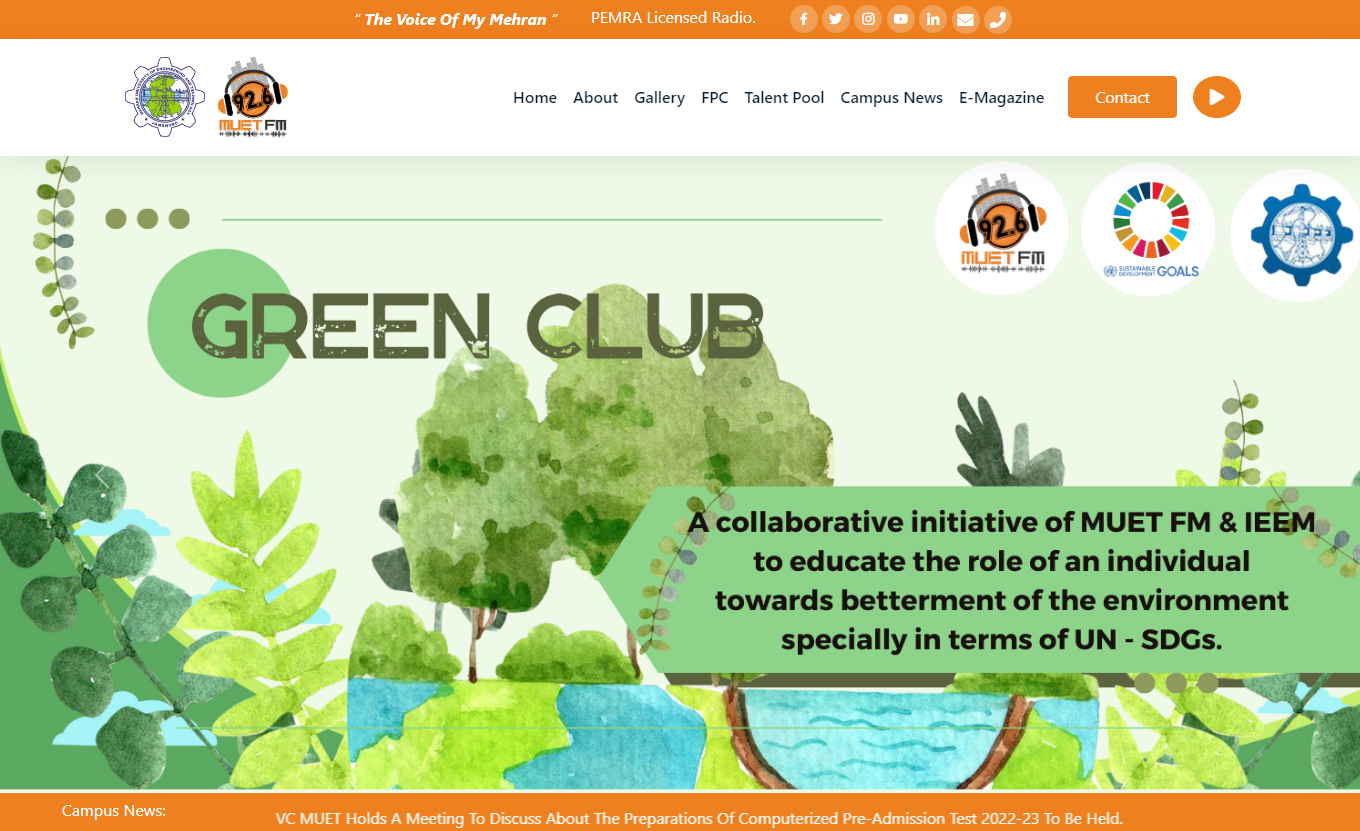 “ The Voice Of My Mehran ” PEMRA Licensed Radio.
92.6
MUET FM
Home About Gallery FPC Talent Pool Campus News E-Magazine Contact
92.6
MUET FM
SUSTAINABLE
DEVELOPMENT GOALS
GREEN CLUB
A collaborative initiative of MUET FM & IEEM
to educate the role of an individual
towards betterment of the environment
specially in terms of UN - SDGs.
Campus News:
VC MUET Holds A Meeting To Discuss About The Preparations Of Computerized Pre-Admission Test 2022-23 To Be Held.